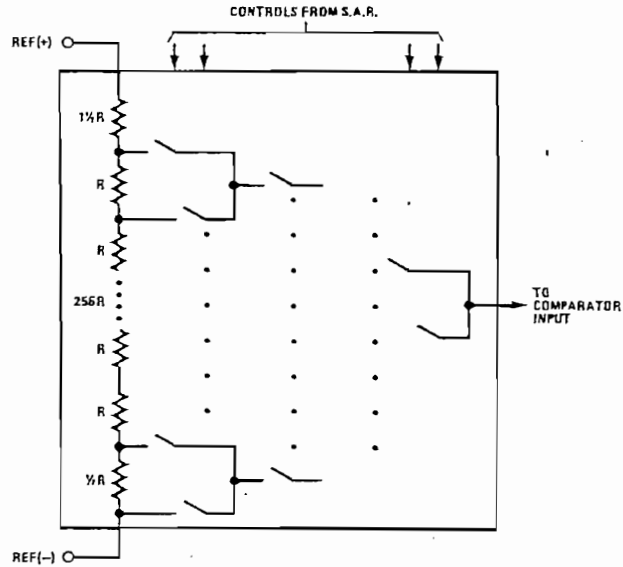 CONTROLS FROM S.A.R.
REF(+)
1½R
R
R
256R
R
R
½R
REF(−)
TO
COMPARATOR
INPUT